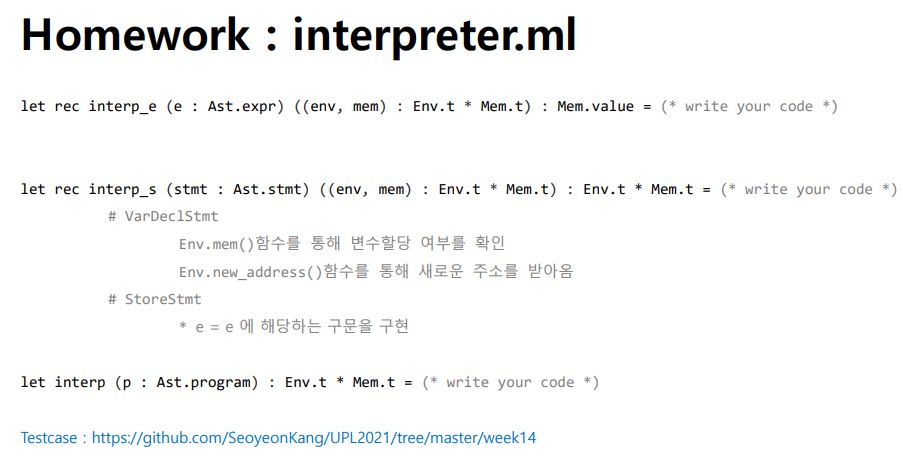 Homework : interpreter.ml
let rec interp_e (e : Ast.expr) ((env, mem) : Env.t * Mem.t) : Mem.value = (* write your code *)
let rec interp_s (stmt : Ast.stmt) ((env, mem) : Env.t * Mem.t) : Env.t * Mem.t = (* write your code *)
# VarDeclStmt
Env.mem()함수를 통해 변수할당 여부를 확인
Env.new_address()함수를 통해 새로운 주소를 받아옴
# StoreStmt
* e = e 에 해당하는 구문을 구현
let interp (p : Ast.program) : Env.t * Mem.t = (* write your code *)
Testcase : https://github.com/SeoyeonKang/UPL2021/tree/master/week14